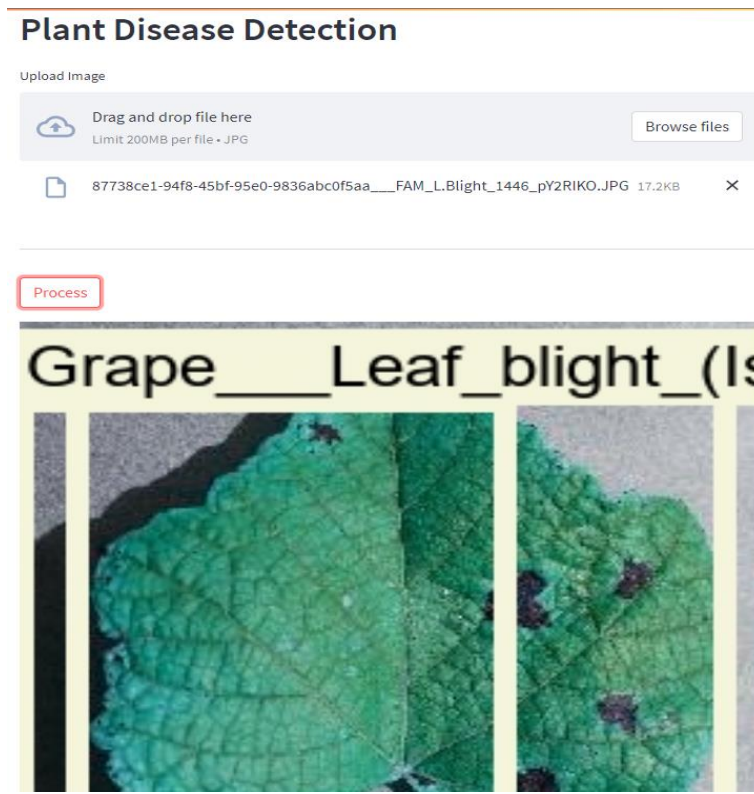 Plant Disease Detection
Upload Image
Drag and drop file here
Limit 200MB per file • JPG
Browse files
87738ce1-94f8-45bf-95e0-9836abc0f5aa___FAM_L.Blight_1446_pY2RIKO.JPG 17.2KB
Process
Grape___Leaf_blight_(Is